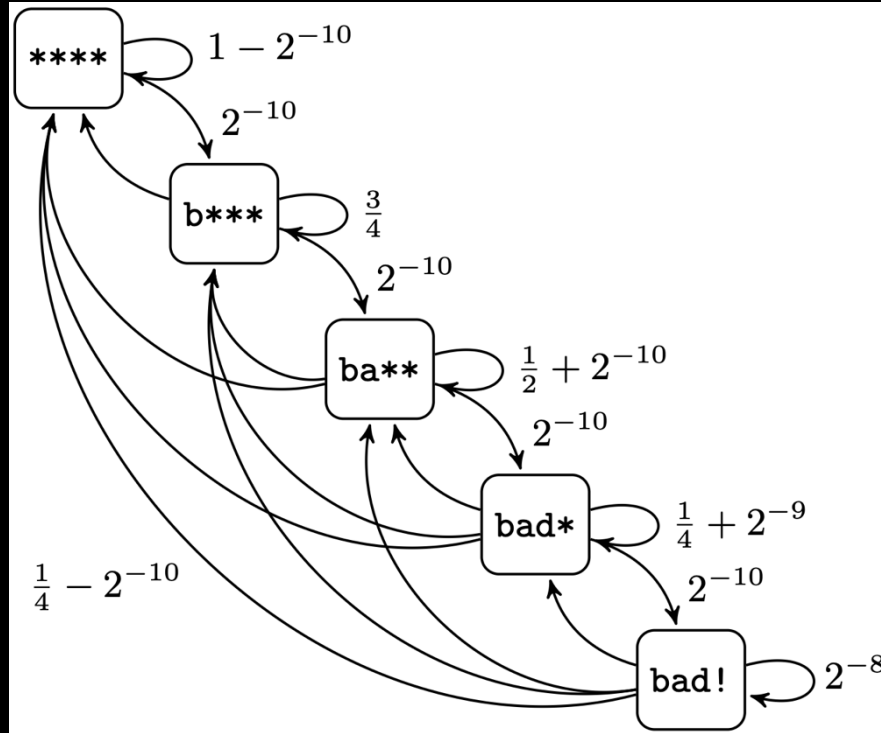 ****
1 − 2⁻¹⁰
2⁻¹⁰
b***
3/4
2⁻¹⁰
ba**
1/2 + 2⁻¹⁰
2⁻¹⁰
bad*
1/4 + 2⁻⁹
1/4 − 2⁻¹⁰
2⁻¹⁰
bad!
2⁻⁸